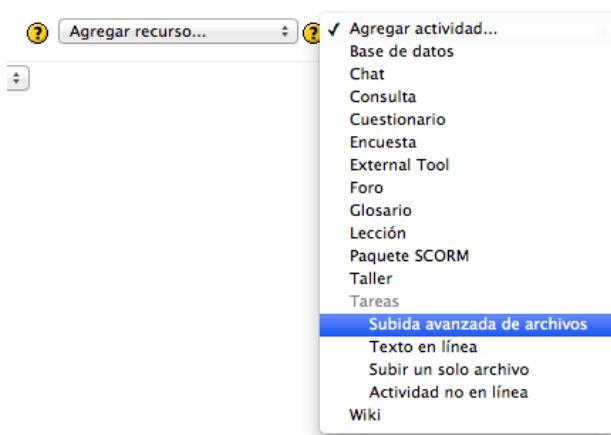 Agregar recurso...
Agregar actividad...
Base de datos
Chat
Consulta
Cuestionario
Encuesta
External Tool
Foro
Glosario
Lección
Paquete SCORM
Taller
Tareas
Subida avanzada de archivos
Texto en línea
Subir un solo archivo
Actividad no en línea
Wiki